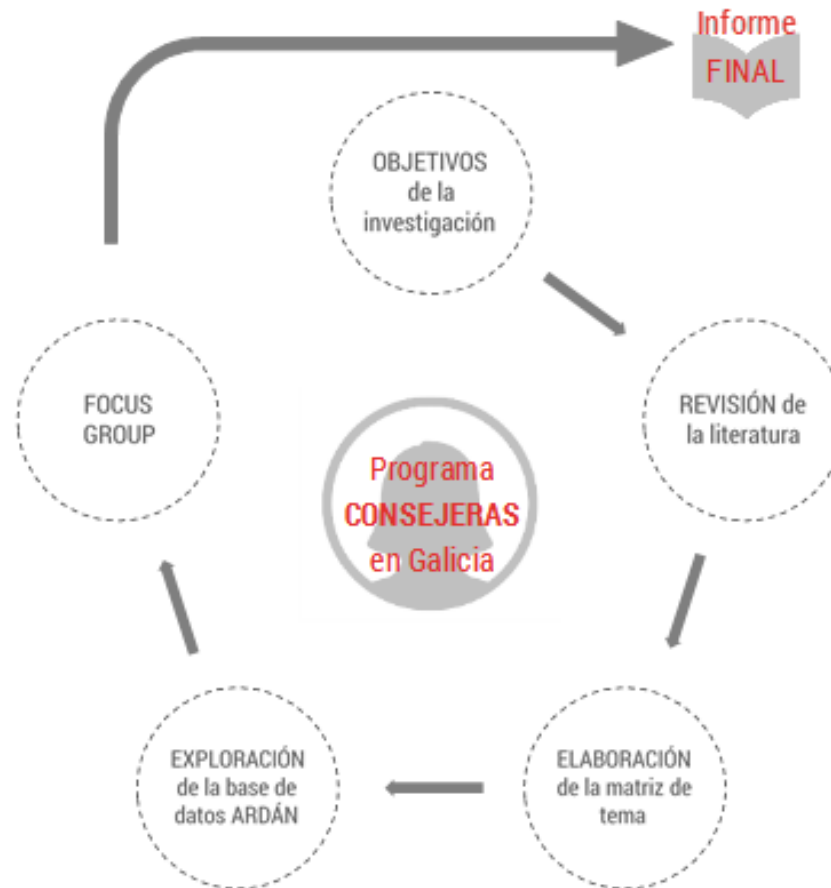 Informe
FINAL
OBJETIVOS
de la
investigación
REVISIÓN de
la literatura
ELABORACIÓN
de la matriz de
tema
EXPLORACIÓN
de la base de
datos ARDÁN
FOCUS
GROUP
Programa
CONSEJERAS
en Galicia